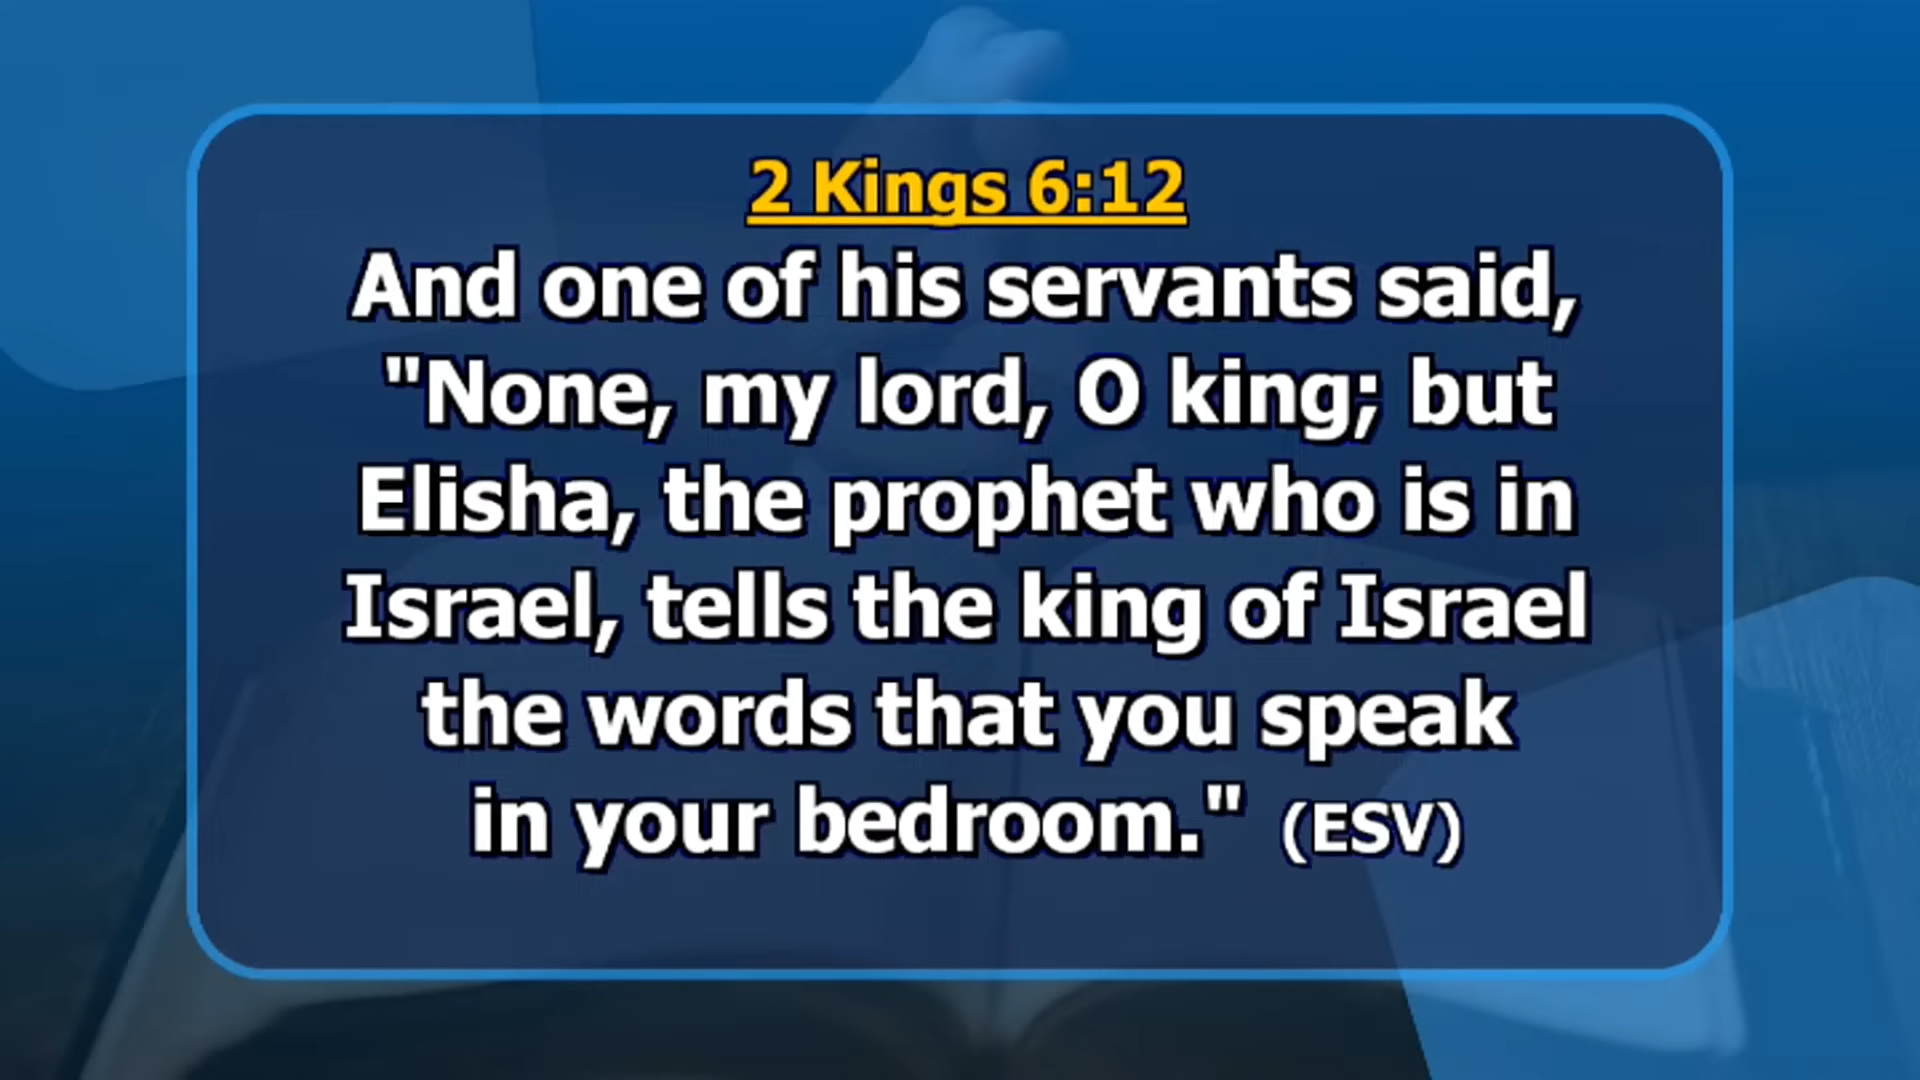 2 Kings 6:12
And one of his servants said,
"None, my lord, O king; but
Elisha, the prophet who is in
Israel, tells the king of Israel
the words that you speak
in your bedroom." (ESV)